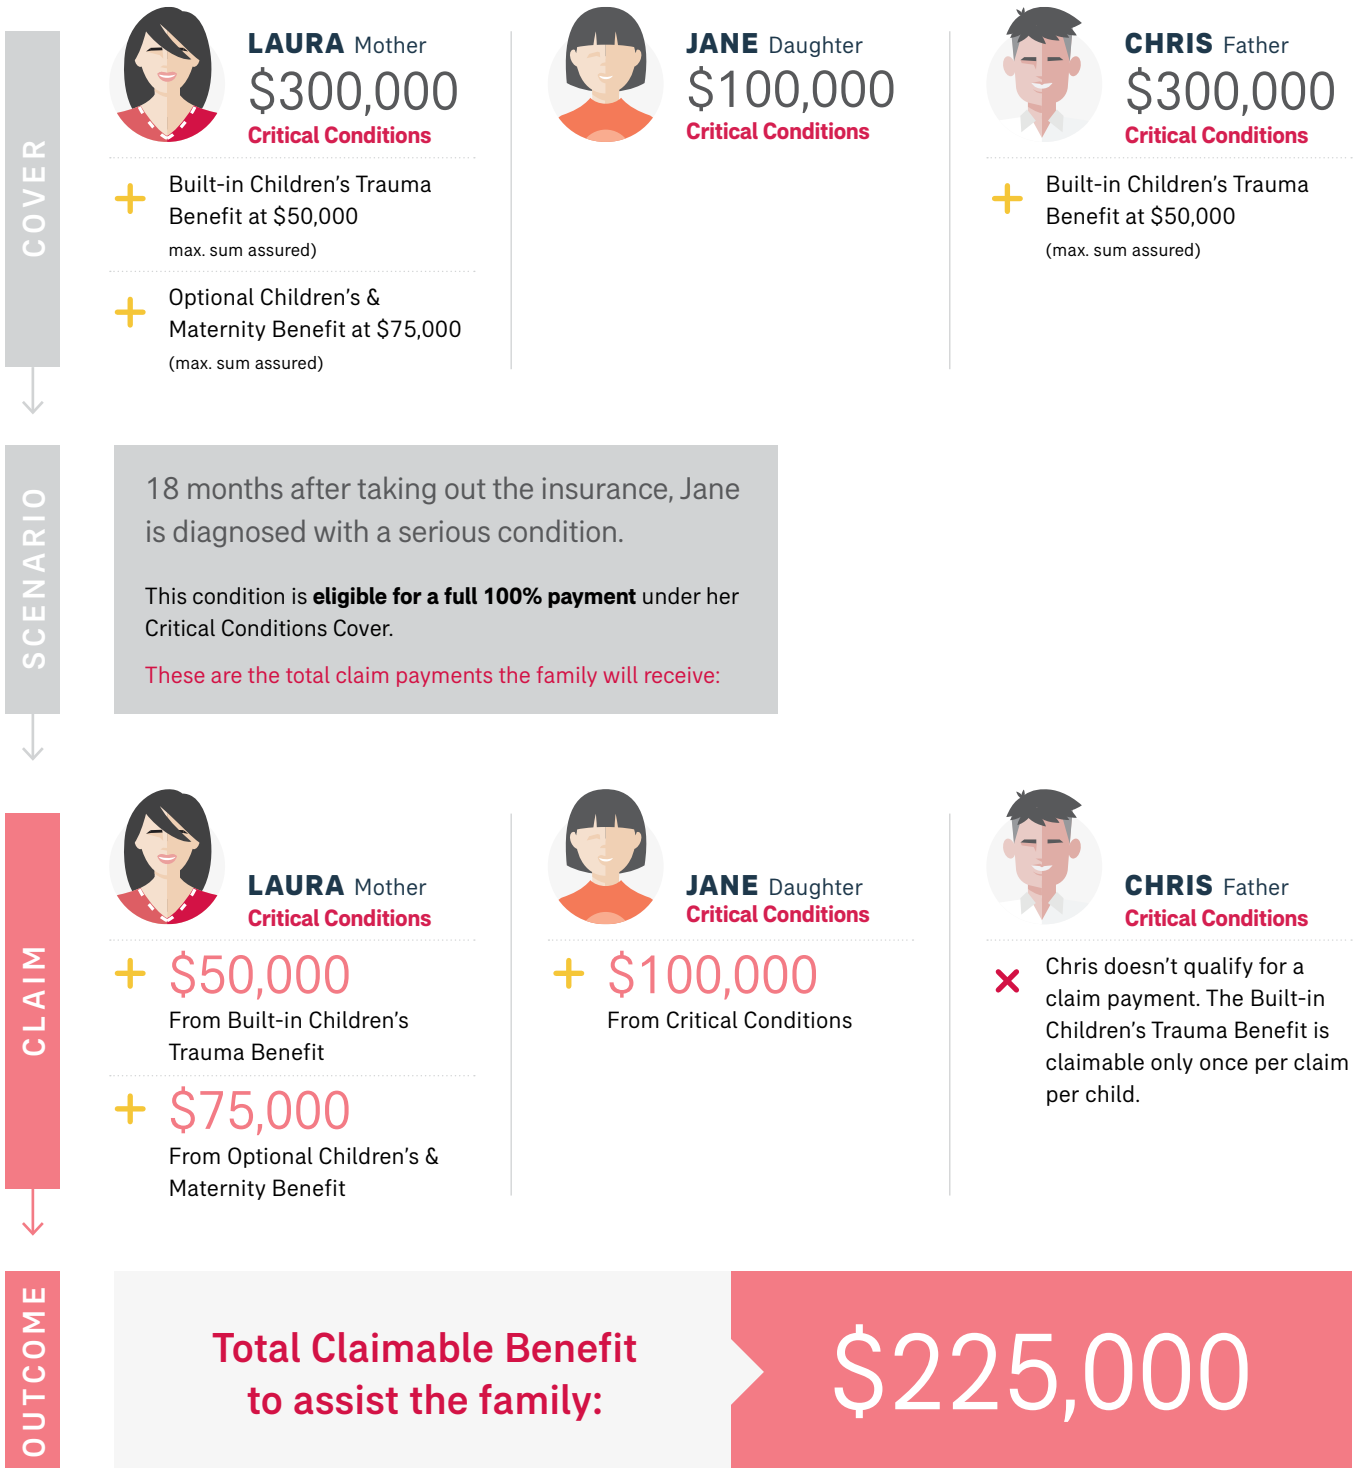 COVER
LAURA Mother
$300,000
Critical Conditions
Built-in Children's Trauma
Benefit at $50,000
max. sum assured)
Optional Children's &
Maternity Benefit at $75,000
(max. sum assured)
JANE Daughter
$100,000
Critical Conditions
CHRIS Father
$300,000
Critical Conditions
Built-in Children's Trauma
Benefit at $50,000
(max. sum assured)
SCENARIO
18 months after taking out the insurance, Jane
is diagnosed with a serious condition.
This condition is eligible for a full 100% payment under her
Critical Conditions Cover.
These are the total claim payments the family will receive:
CLAIM
LAURA Mother
Critical Conditions
$50,000
From Built-in Children's
Trauma Benefit
$75,000
From Optional Children's &
Maternity Benefit
JANE Daughter
Critical Conditions
$100,000
From Critical Conditions
CHRIS Father
Critical Conditions
Chris doesn't qualify for a
claim payment. The Built-in
Children's Trauma Benefit is
claimable only once per claim
per child.
OUTCOME
Total Claimable Benefit
to assist the family:
$225,000